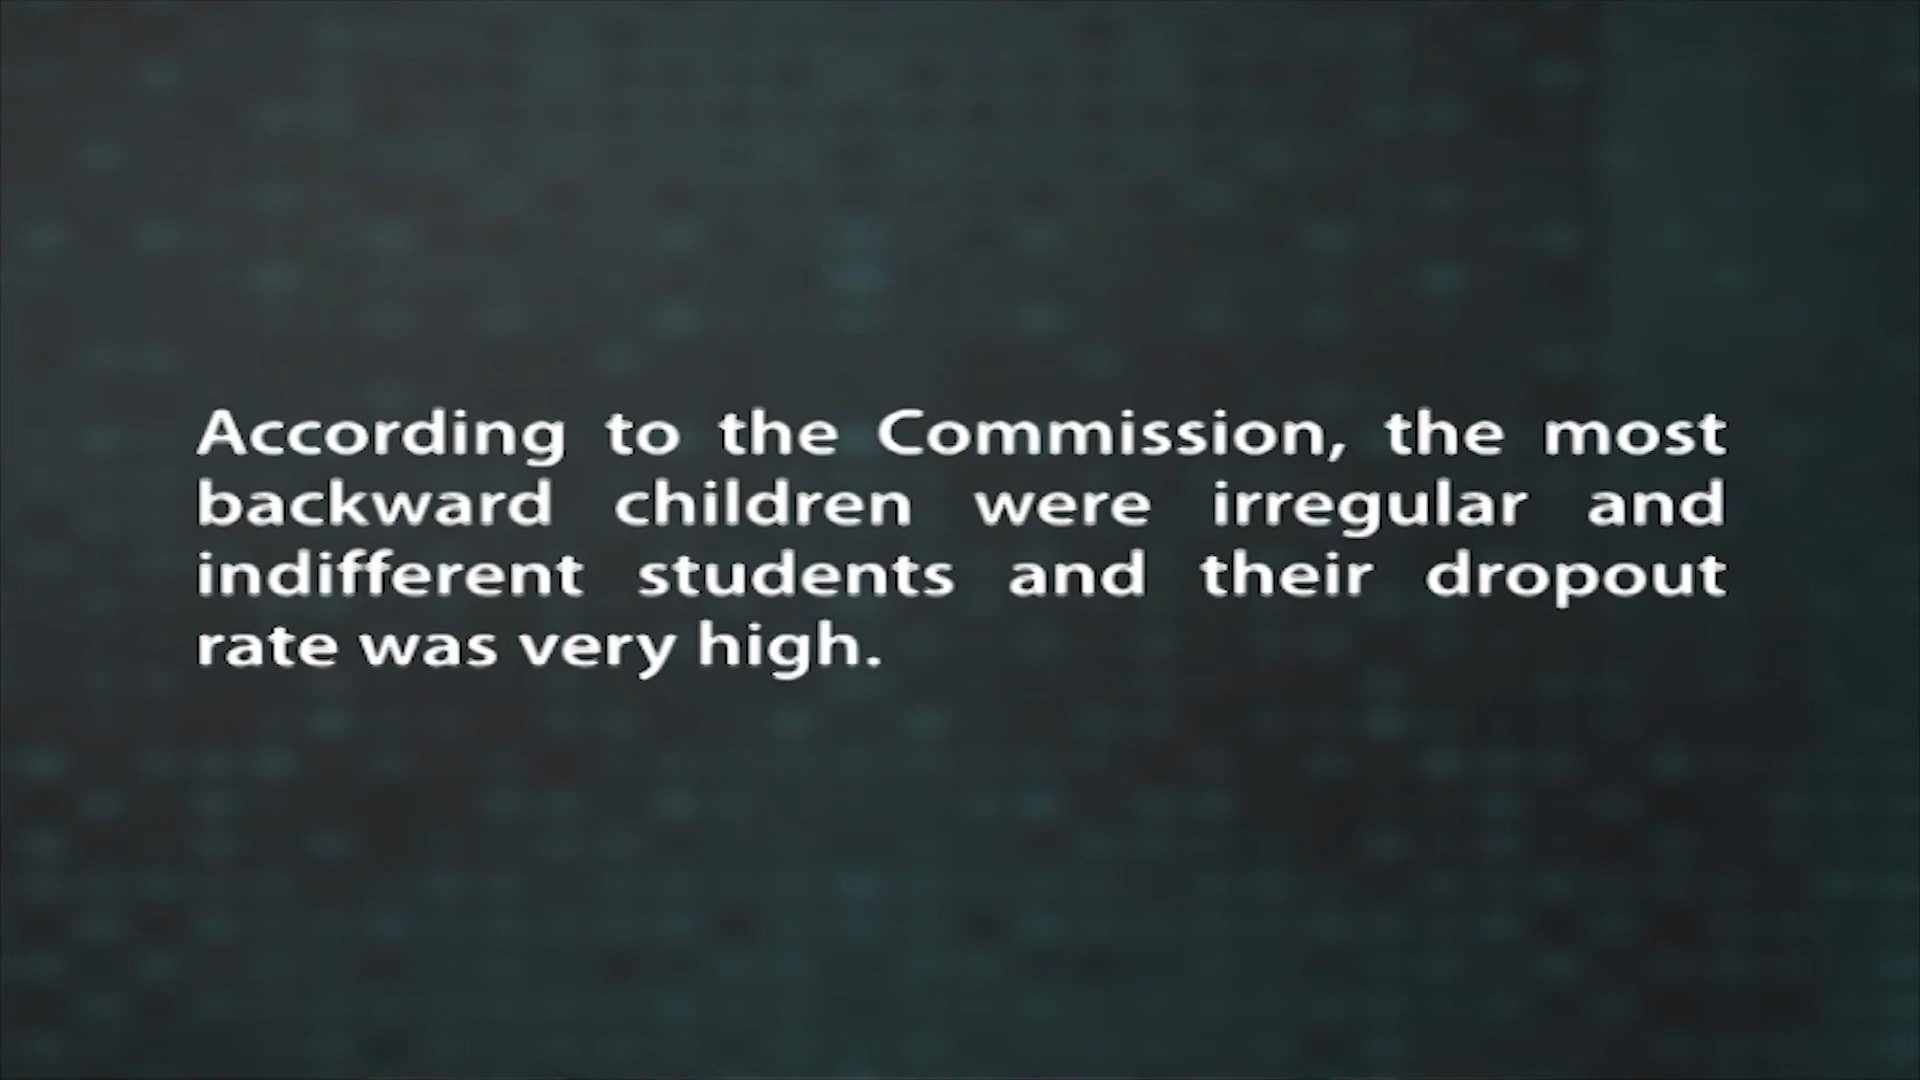 According to the Commission, the most
backward children were irregular and
indifferent students and their dropout
rate was very high.